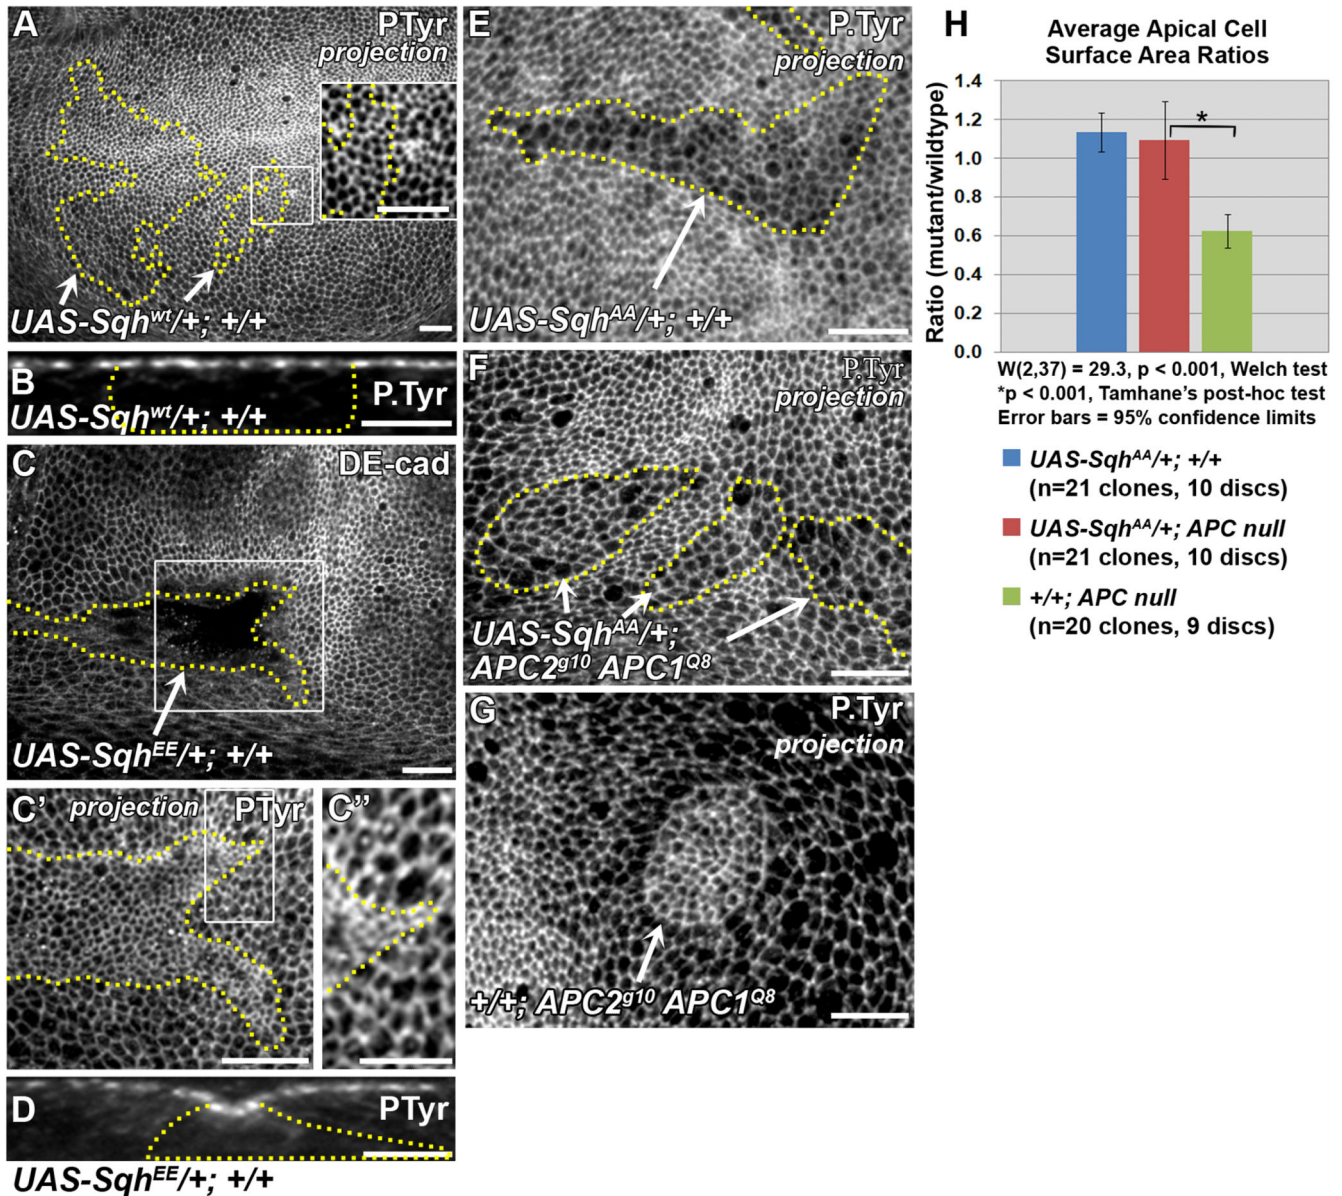 A
PTyr
projection
UAS-Sqh^wt/+; +/+
B
P.Tyr
UAS-Sqh^wt/+; +/+
C
DE-cad
UAS-Sqh^EE/+; +/+
C'
projection
PTyr
C"
D
PTyr
UAS-Sqh^EE/+; +/+
E
P.Tyr
projection
UAS-Sqh^AA/+; +/+
F
P.Tyr
projection
UAS-Sqh^AA/+;
APC2^g10 APC1^Q8
G
P.Tyr
projection
+/+; APC2^g10 APC1^Q8
H
Average Apical Cell
Surface Area Ratios
Ratio (mutant/wildtype)
1.4
1.2
1.0
0.8
0.6
0.4
0.2
0.0
*
W(2,37) = 29.3, p < 0.001, Welch test
*p < 0.001, Tamhane's post-hoc test
Error bars = 95% confidence limits
UAS-Sqh^AA/+; +/+
(n=21 clones, 10 discs)
UAS-Sqh^AA/+; APC null
(n=21 clones, 10 discs)
+/+; APC null
(n=20 clones, 9 discs)